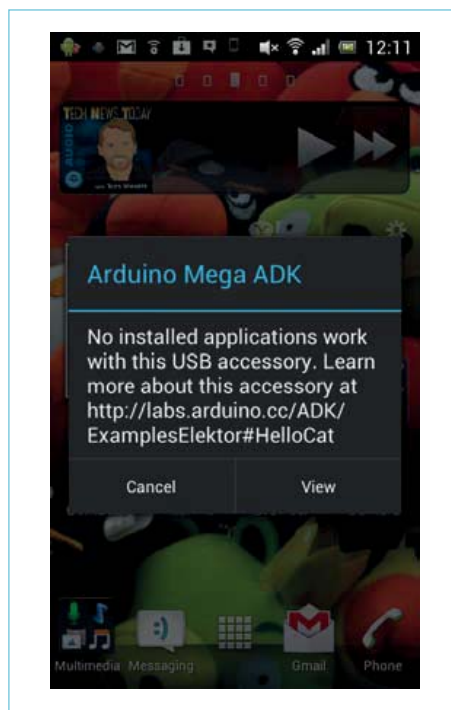 12:11
TECH NEWS TODAY
AUDIO
Arduino Mega ADK
No installed applications work
with this USB accessory. Learn
more about this accessory at
http://labs.arduino.cc/ADK/
ExamplesElektor#HelloCat
Cancel View
Multimedia Messaging Gmail Phone